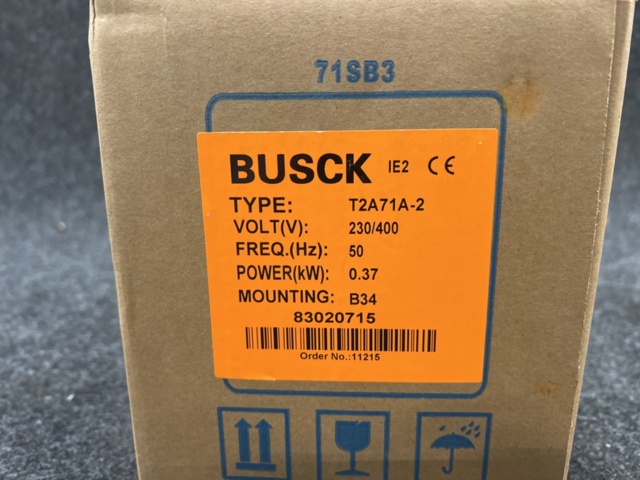 71SB3
BUSCK IE2 CE
TYPE: T2A71A-2
VOLT(V): 230/400
FREQ.(Hz): 50
POWER(kW): 0.37
MOUNTING: B34
83020715
Order No.:11215